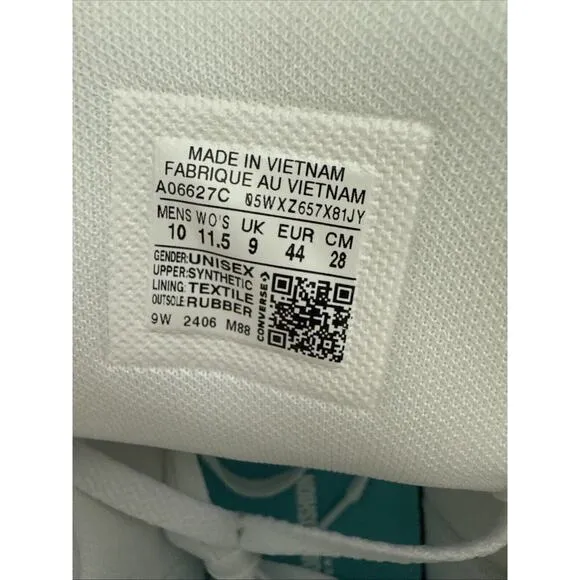 MADE IN VIETNAM
FABRIQUE AU VIETNAM
A06627C 05WXZ657X81JY
MENS WO'S UK EUR CM
10 11.5 9 44 28
GENDER:UNISEX
UPPER:SYNTHETIC
LINING:TEXTILE
OUTSOLE:RUBBER
9W 2406 M88
CONVERSE